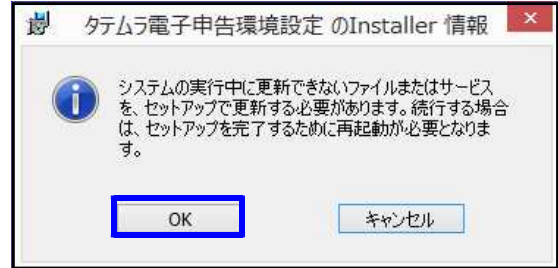 タテムラ電子申告環境設定 のInstaller 情報
システムの実行中に更新できないファイルまたはサービス
を、セットアップで更新する必要があります。続行する場合
は、セットアップを完了するために再起動が必要となりま
す。
OK
キャンセル